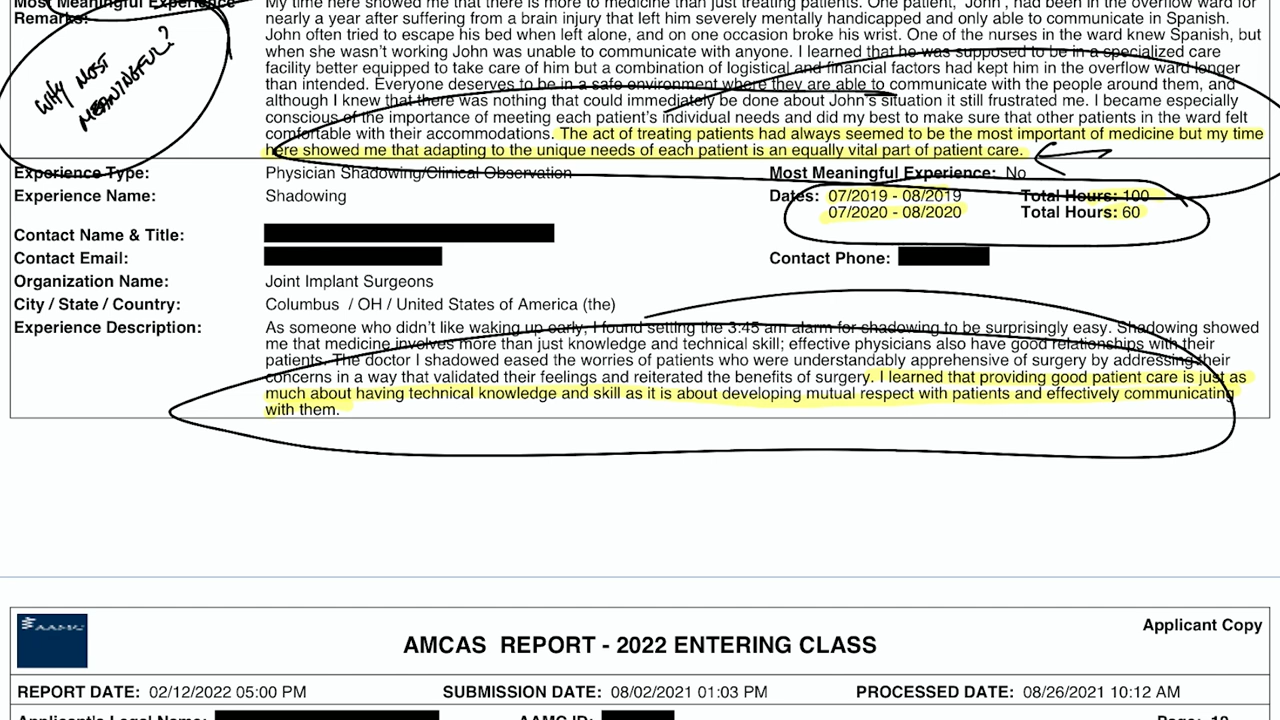 Most Meaningful Experience
Remarks:
My time here showed me that there is more to medicine than just treating patients. One patient, "John", had been in the overflow ward for
nearly a year after suffering from a brain injury that left him severely mentally handicapped and only able to communicate in Spanish.
John often tried to escape his bed when left alone, and on one occasion broke his wrist. One of the nurses in the ward knew Spanish, but
when she wasn't working John was unable to communicate with anyone. I learned that he was supposed to be in a specialized care
facility better equipped to take care of him but a combination of logistical and financial factors had kept him in the overflow ward longer
than intended. Everyone deserves to be in a safe environment where they are able to communicate with the people around them, and
although I knew that there was nothing that could immediately be done about John's situation it still frustrated me. I became especially
conscious of the importance of meeting each patient's individual needs and did my best to make sure that other patients in the ward felt
comfortable with their accommodations. The act of treating patients had always seemed to be the most important of medicine but my time
here showed me that adapting to the unique needs of each patient is an equally vital part of patient care.
WHY MOST
MEANINGFUL?
Experience Type: Physician Shadowing/Clinical Observation Most Meaningful Experience: No
Experience Name: Shadowing Dates: 07/2019 - 08/2019 Total Hours: 100
07/2020 - 08/2020 Total Hours: 60
Contact Name & Title:
Contact Email: Contact Phone:
Organization Name: Joint Implant Surgeons
City / State / Country: Columbus / OH / United States of America (the)
Experience Description: As someone who didn't like waking up early, I found setting the 3:45 am alarm for shadowing to be surprisingly easy. Shadowing showed
me that medicine involves more than just knowledge and technical skill; effective physicians also have good relationships with their
patients. The doctor I shadowed eased the worries of patients who were understandably apprehensive of surgery by addressing their
concerns in a way that validated their feelings and reiterated the benefits of surgery. I learned that providing good patient care is just as
much about having technical knowledge and skill as it is about developing mutual respect with patients and effectively communicating
with them.
AAMC
AMCAS REPORT - 2022 ENTERING CLASS
Applicant Copy
REPORT DATE: 02/12/2022 05:00 PM SUBMISSION DATE: 08/02/2021 01:03 PM PROCESSED DATE: 08/26/2021 10:12 AM
Applicant's Legal Name: AAMC ID: Page: